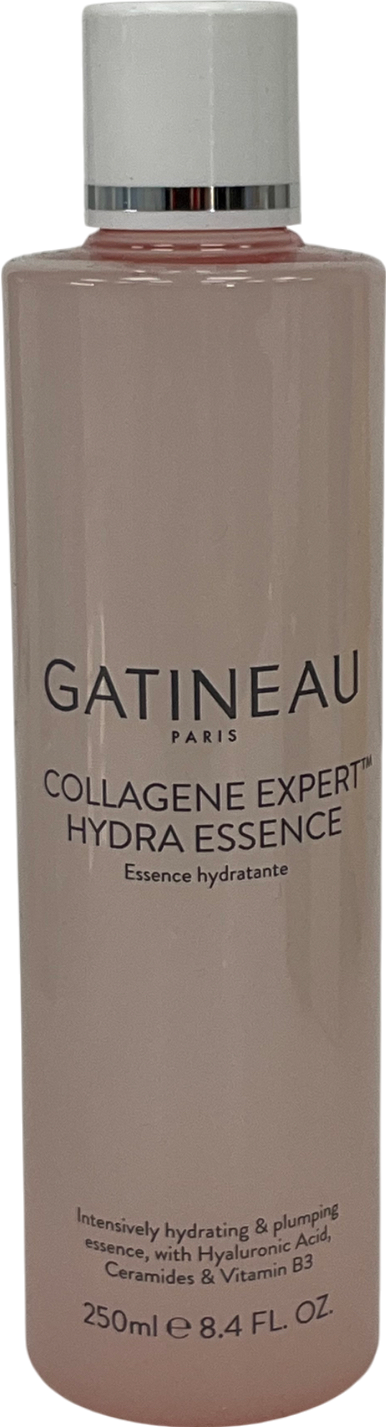 GATINEAU
PARIS
COLLAGENE EXPERT™
HYDRA ESSENCE
Essence hydratante
Intensively hydrating & plumping
essence, with Hyaluronic Acid,
Ceramides & Vitamin B3
250ml ℮ 8.4 FL. OZ.